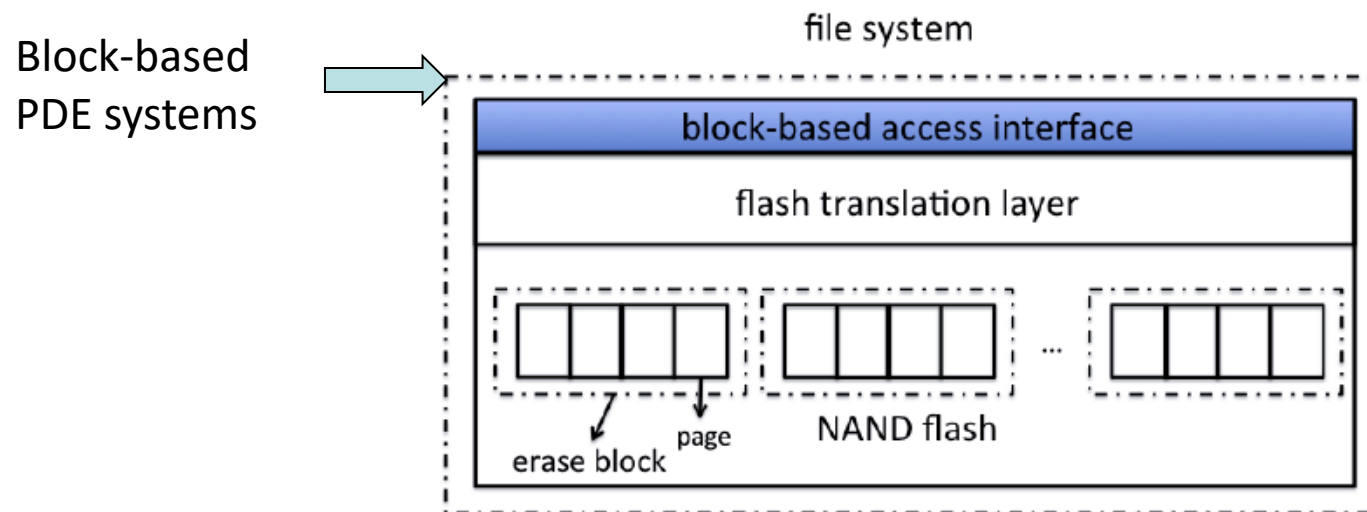 file system
Block-based
PDE systems
block-based access interface
flash translation layer
...
page
NAND flash
erase block